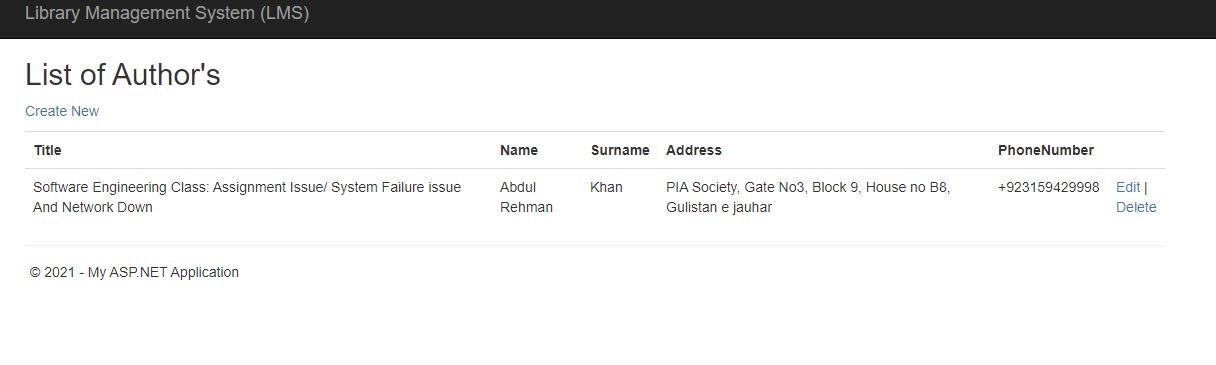 Library Management System (LMS)
List of Author's
Create New
Title Name Surname Address PhoneNumber
Software Engineering Class: Assignment Issue/ System Failure issue Abdul Khan PIA Society, Gate No3, Block 9, House no B8, +923159429998 Edit |
And Network Down Rehman Gulistan e jauhar Delete
© 2021 - My ASP.NET Application